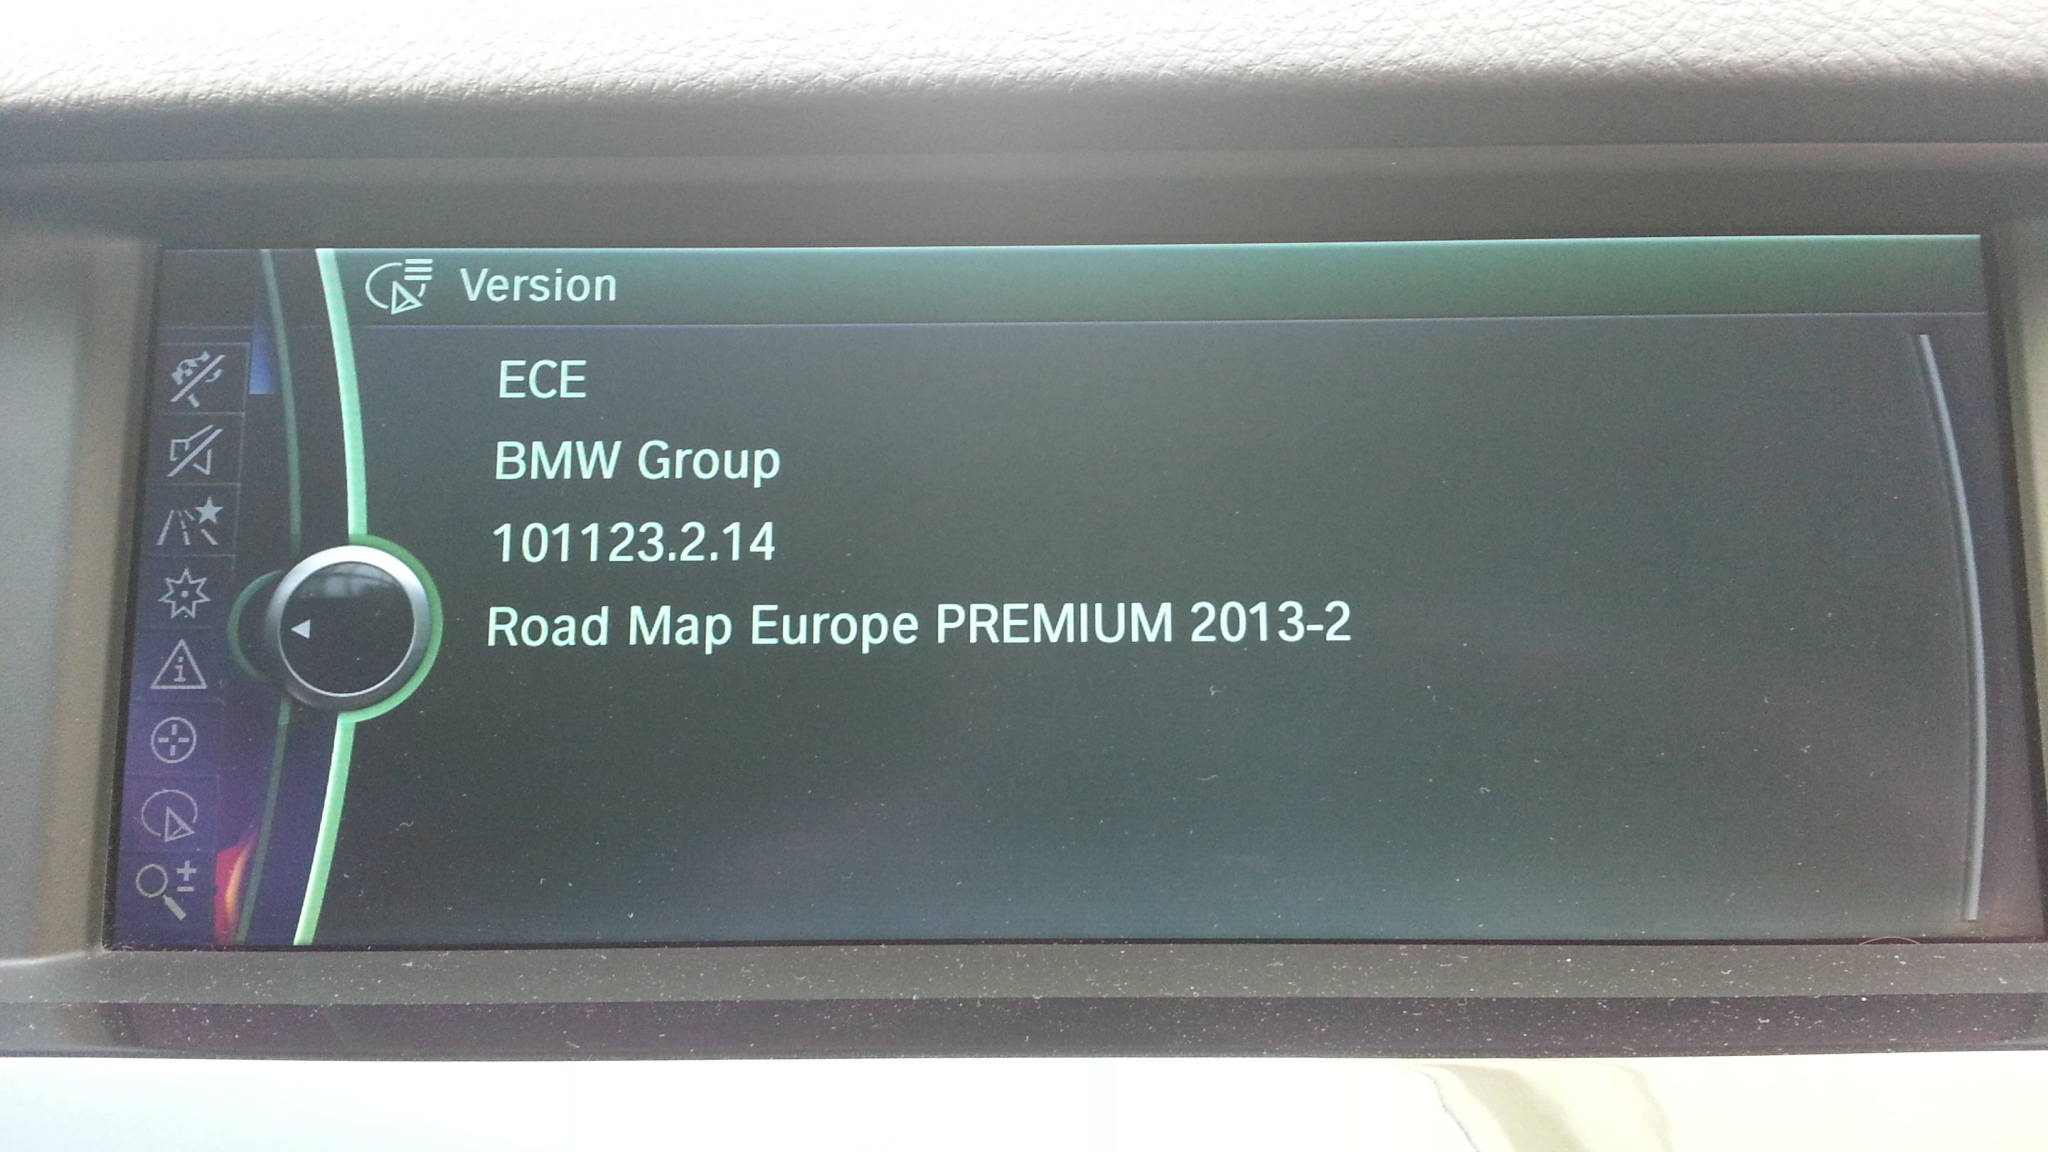 Version
ECE
BMW Group
101123.2.14
Road Map Europe PREMIUM 2013-2